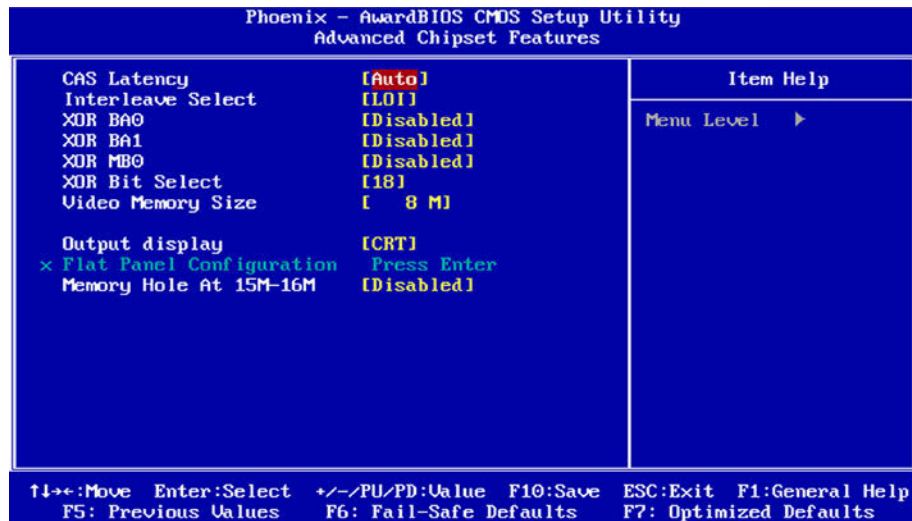 Phoenix - AwardBIOS CMOS Setup Utility
Advanced Chipset Features
CAS Latency [Auto]
Interleave Select [LOI]
XOR BA0 [Disabled]
XOR BA1 [Disabled]
XOR MB0 [Disabled]
XOR Bit Select [18]
Video Memory Size [ 8 M]
Output display [CRT]
x Flat Panel Configuration Press Enter
Memory Hole At 15M-16M [Disabled]
Item Help
Menu Level ▶
↑↓→←:Move Enter:Select +/-/PU/PD:Value F10:Save ESC:Exit F1:General Help
F5: Previous Values F6: Fail-Safe Defaults F7: Optimized Defaults